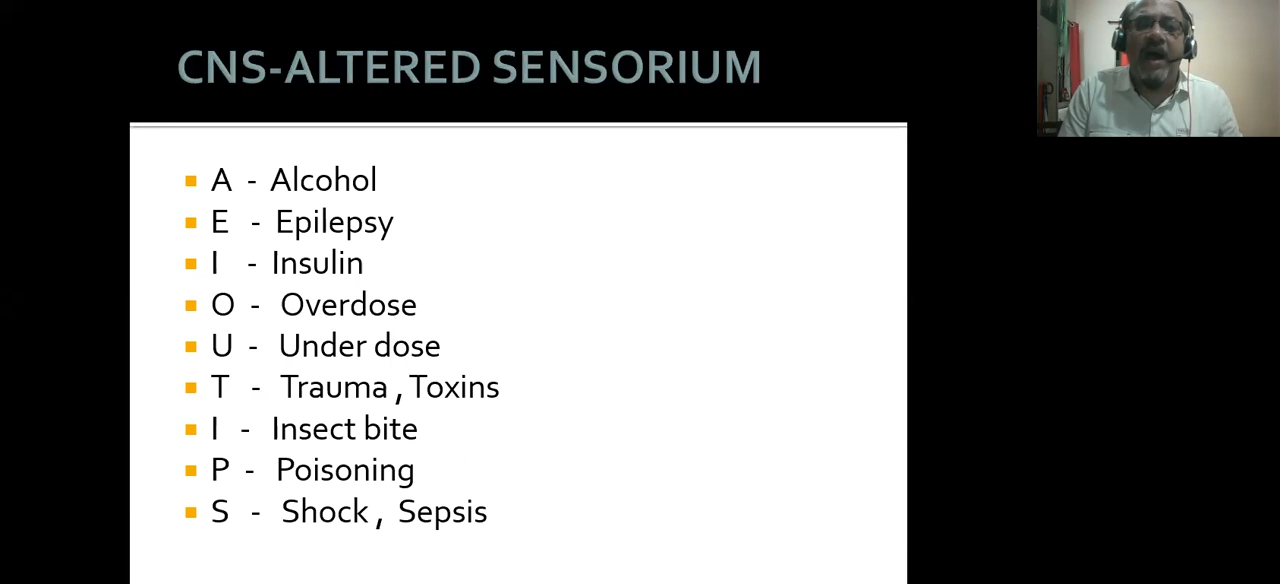 CNS-ALTERED SENSORIUM
A - Alcohol
E - Epilepsy
I - Insulin
O - Overdose
U - Under dose
T - Trauma , Toxins
I - Insect bite
P - Poisoning
S - Shock , Sepsis